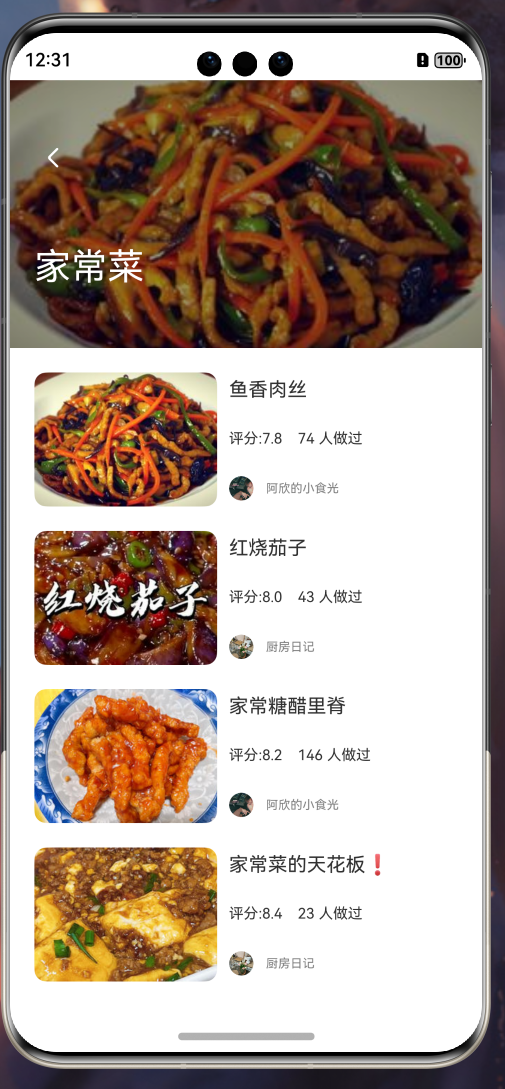 12:31
100
家常菜
鱼香肉丝
评分:7.8 74 人做过
阿欣的小食光
红烧茄子
红烧茄子
评分:8.0 43 人做过
厨房日记
家常糖醋里脊
评分:8.2 146 人做过
阿欣的小食光
家常菜的天花板❗
评分:8.4 23 人做过
厨房日记